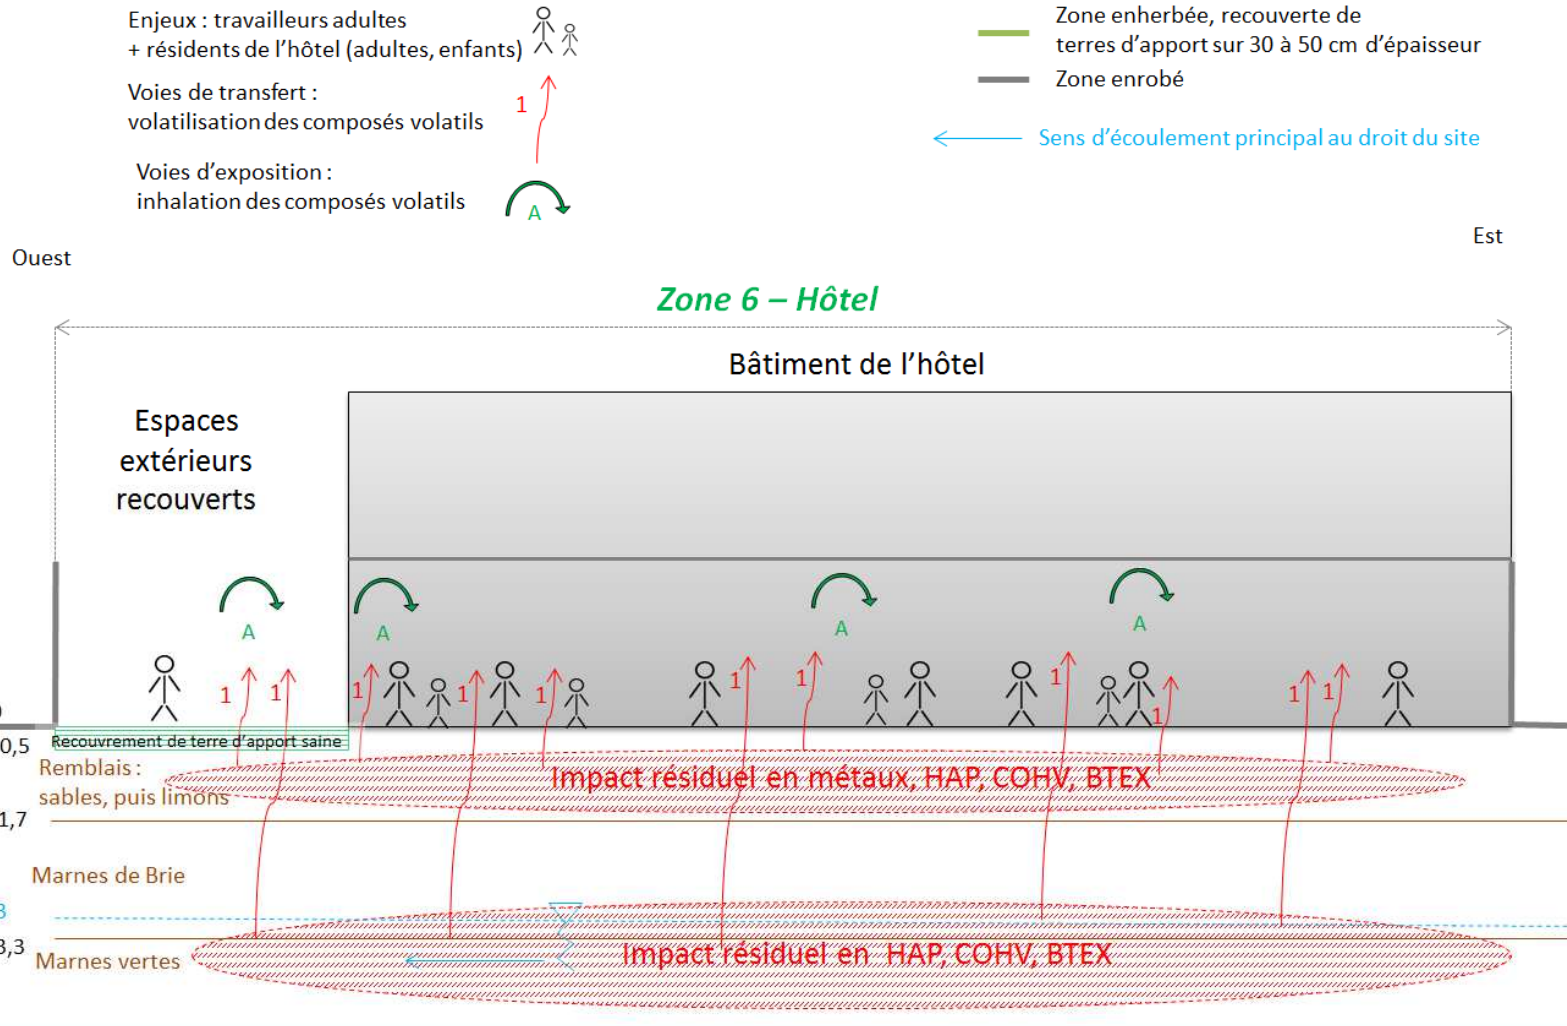 Enjeux : travailleurs adultes
+ résidents de l'hôtel (adultes, enfants)
Voies de transfert :
volatilisation des composés volatils
1
Voies d'exposition :
inhalation des composés volatils
A
Zone enherbée, recouverte de
terres d'apport sur 30 à 50 cm d'épaisseur
Zone enrobé
Sens d'écoulement principal au droit du site
Ouest
Est
Zone 6 – Hôtel
Bâtiment de l'hôtel
Espaces
extérieurs
recouverts
A
A
A
A
1
1
1
1
1
1
1
1
1
1
1
0,5
Recouvrement de terre d'apport saine
Remblais :
sables, puis limons
Impact résiduel en métaux, HAP, COHV, BTEX
1,7
Marnes de Brie
3
3,3
Marnes vertes
Impact résiduel en HAP, COHV, BTEX